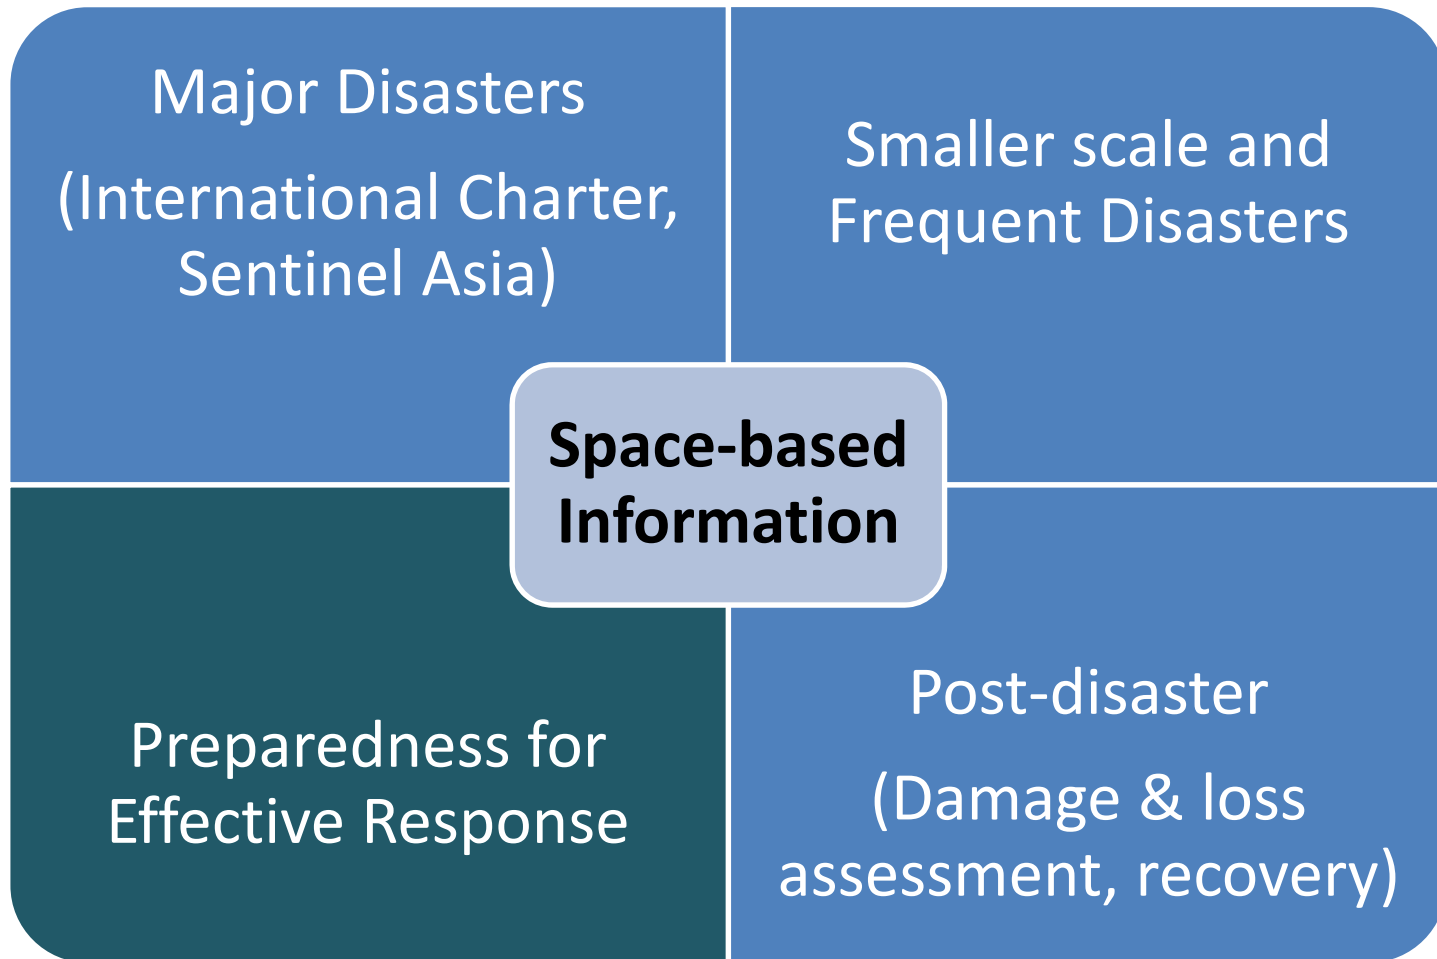 Major Disasters
(International Charter,
Sentinel Asia)
Smaller scale and
Frequent Disasters
Space-based
Information
Preparedness for
Effective Response
Post-disaster
(Damage & loss
assessment, recovery)